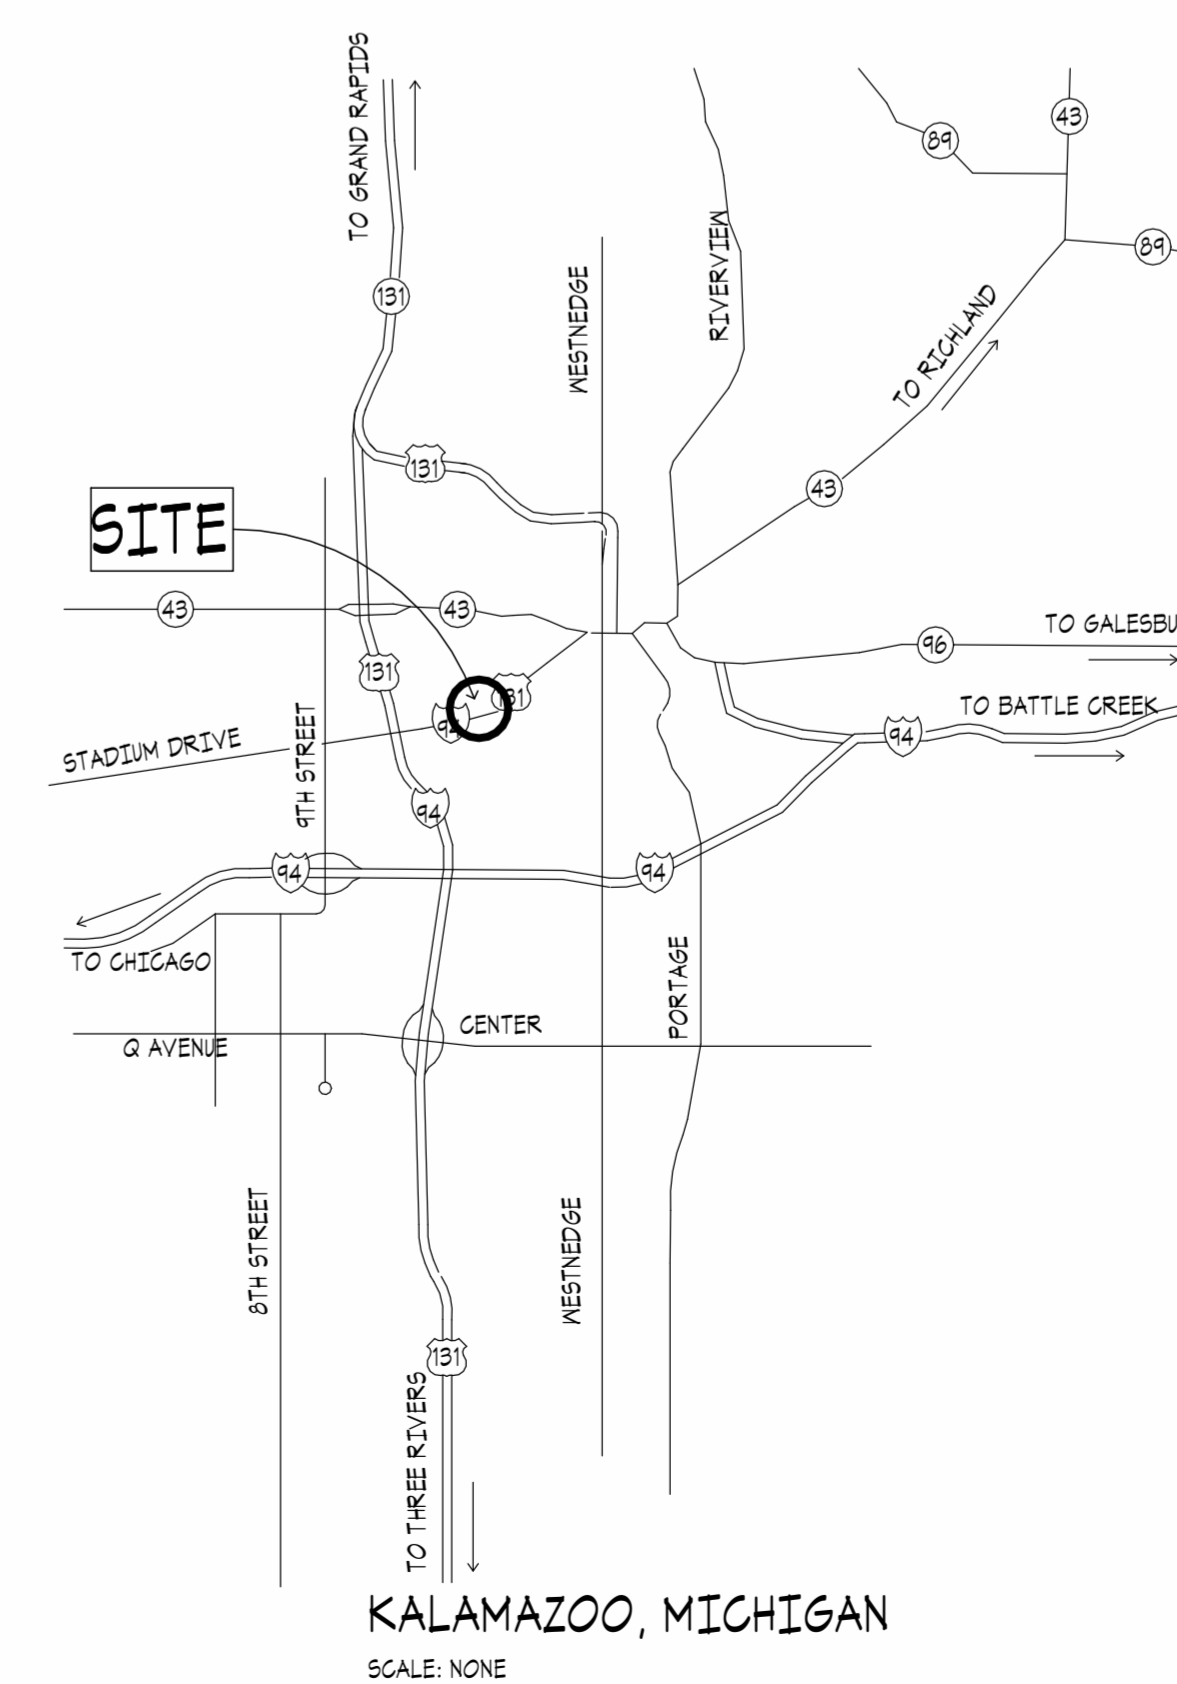 TO GRAND RAPIDS
43
89
89
RIVERVIEW
WESTNEDGE
131
TO RICHLAND
131
43
SITE
43
43
TO GALESBU
96
131
131
94
TO BATTLE CREEK
94
STADIUM DRIVE
9TH STREET
94
94
94
TO CHICAGO
PORTAGE
CENTER
Q AVENUE
8TH STREET
WESTNEDGE
131
TO THREE RIVERS
KALAMAZOO, MICHIGAN
SCALE: NONE